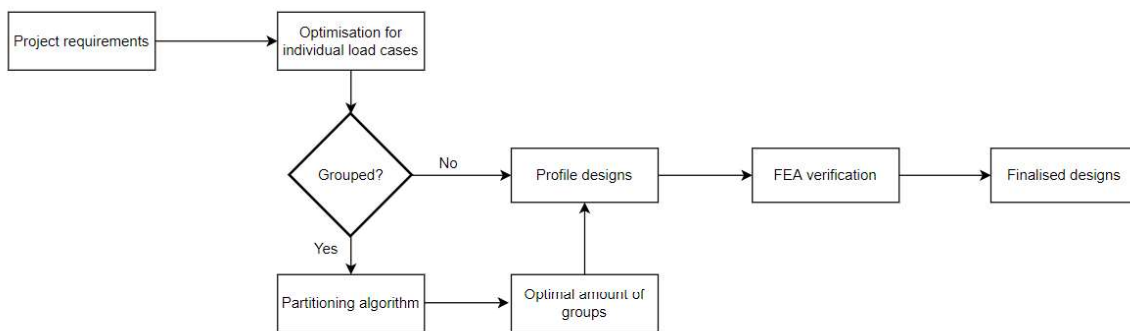 Project requirements
Optimisation for
individual load cases
Grouped?
No
Profile designs
FEA verification
Finalised designs
Yes
Partitioning algorithm
Optimal amount of
groups